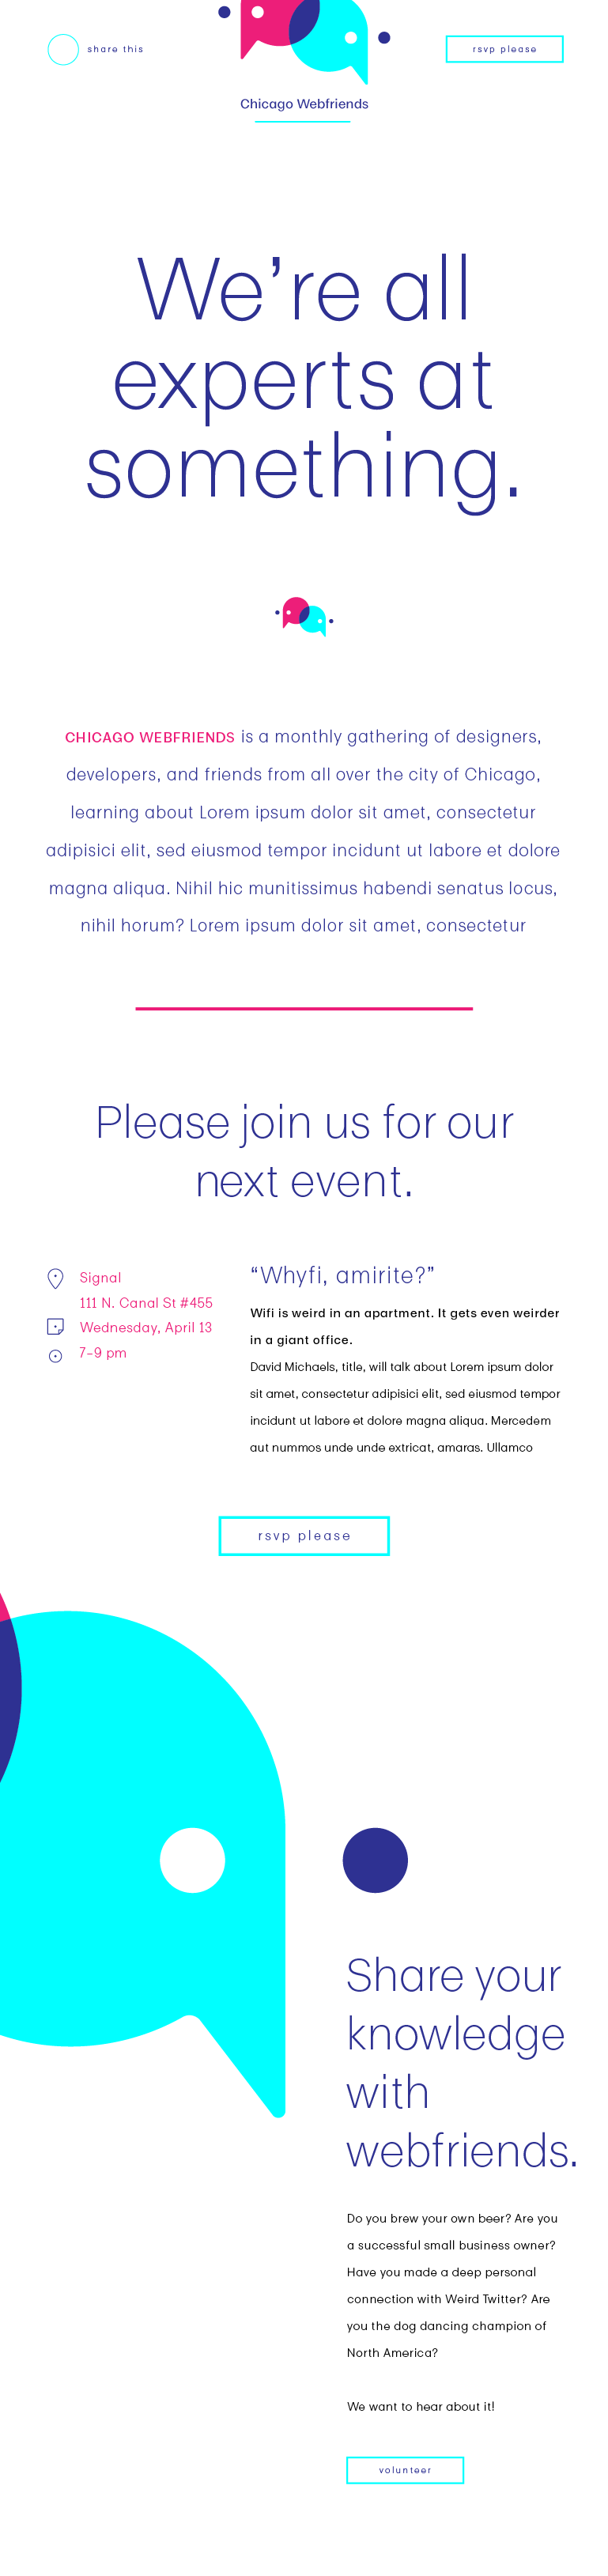 share this
rsvp please
Chicago Webfriends
We’re all
experts at
something.
CHICAGO WEBFRIENDS is a monthly gathering of designers,
developers, and friends from all over the city of Chicago,
learning about Lorem ipsum dolor sit amet, consectetur
adipisici elit, sed eiusmod tempor incidunt ut labore et dolore
magna aliqua. Nihil hic munitissimus habendi senatus locus,
nihil horum? Lorem ipsum dolor sit amet, consectetur
Please join us for our
next event.
Signal
111 N. Canal St #455
Wednesday, April 13
7–9 pm
“Whyfi, amirite?”
Wifi is weird in an apartment. It gets even weirder
in a giant office.
David Michaels, title, will talk about Lorem ipsum dolor
sit amet, consectetur adipisici elit, sed eiusmod tempor
incidunt ut labore et dolore magna aliqua. Mercedem
aut nummos unde unde extricat, amaras. Ullamco
rsvp please
Share your
knowledge
with
webfriends.
Do you brew your own beer? Are you
a successful small business owner?
Have you made a deep personal
connection with Weird Twitter? Are
you the dog dancing champion of
North America?
We want to hear about it!
volunteer